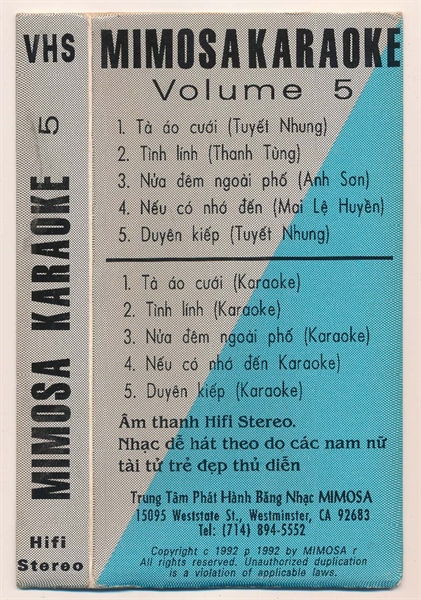 VHS
MIMOSA KARAOKE 5
Hifi
Stereo
MIMOSA KARAOKE
Volume 5
1. Tà áo cưới (Tuyết Nhung)
2. Tình lính (Thanh Tùng)
3. Nửa đêm ngoài phố (Anh Sơn)
4. Nếu có nhớ đến (Mai Lệ Huyền)
5. Duyên kiếp (Tuyết Nhung)
1. Tà áo cưới (Karaoke)
2. Tình lính (Karaoke)
3. Nửa đêm ngoài phố (Karaoke)
4. Nếu có nhớ đến Karaoke)
5. Duyên kiếp (Karaoke)
Âm thanh Hifi Stereo.
Nhạc dễ hát theo do các nam nữ
tài tử trẻ đẹp thủ diễn
Trung Tâm Phát Hành Băng Nhạc MIMOSA
15095 Weststate St., Westminster, CA 92683
Tel: (714) 894-5552
Copyright c 1992 p 1992 by MIMOSA r
All rights reserved. Unauthorized duplication
is a violation of applicable laws.